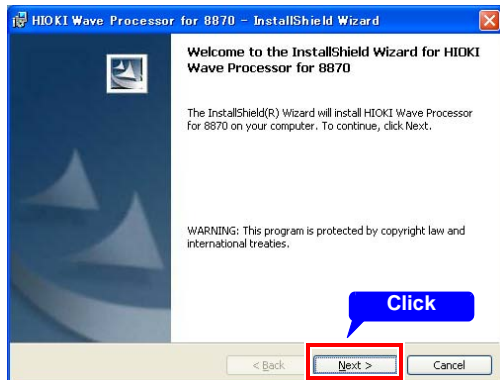 HIOKI Wave Processor for 8870 - InstallShield Wizard
Welcome to the InstallShield Wizard for HIOKI
Wave Processor for 8870
The InstallShield(R) Wizard will install HIOKI Wave Processor
for 8870 on your computer. To continue, click Next.
WARNING: This program is protected by copyright law and
international treaties.
Click
< Back
Next >
Cancel